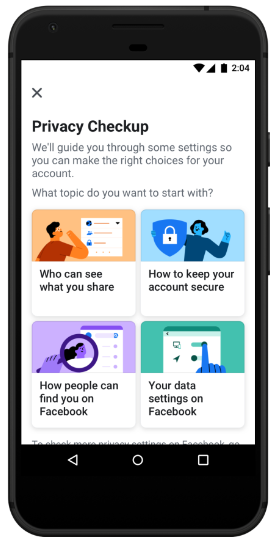 2:04
Privacy Checkup
We'll guide you through some settings so
you can make the right choices for your
account.
What topic do you want to start with?
Who can see
what you share
How to keep your
account secure
How people can
find you on
Facebook
Your data
settings on
Facebook
To check more privacy settings on Facebook, go